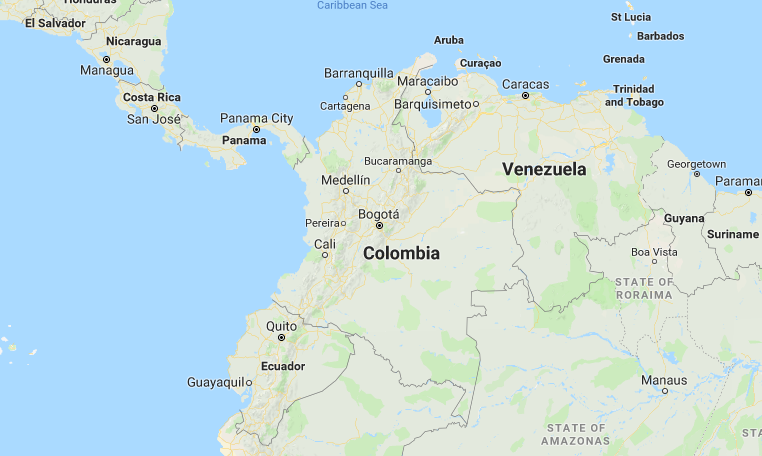 Honduras
Caribbean Sea
El Salvador
St Lucia
Barbados
Nicaragua
Aruba
Managua
Curaçao
Grenada
Barranquilla
Maracaibo
Caracas
Trinidad
and Tobago
Costa Rica
Cartagena
Barquisimeto
San José
Panama City
Panama
Bucaramanga
Venezuela
Georgetown
Medellín
Paramar
Pereira
Bogotá
Guyana
Suriname
Cali
Colombia
Boa Vista
STATE OF
RORAIMA
Quito
Ecuador
Guayaquil
Manaus
STATE OF
AMAZONAS
STA